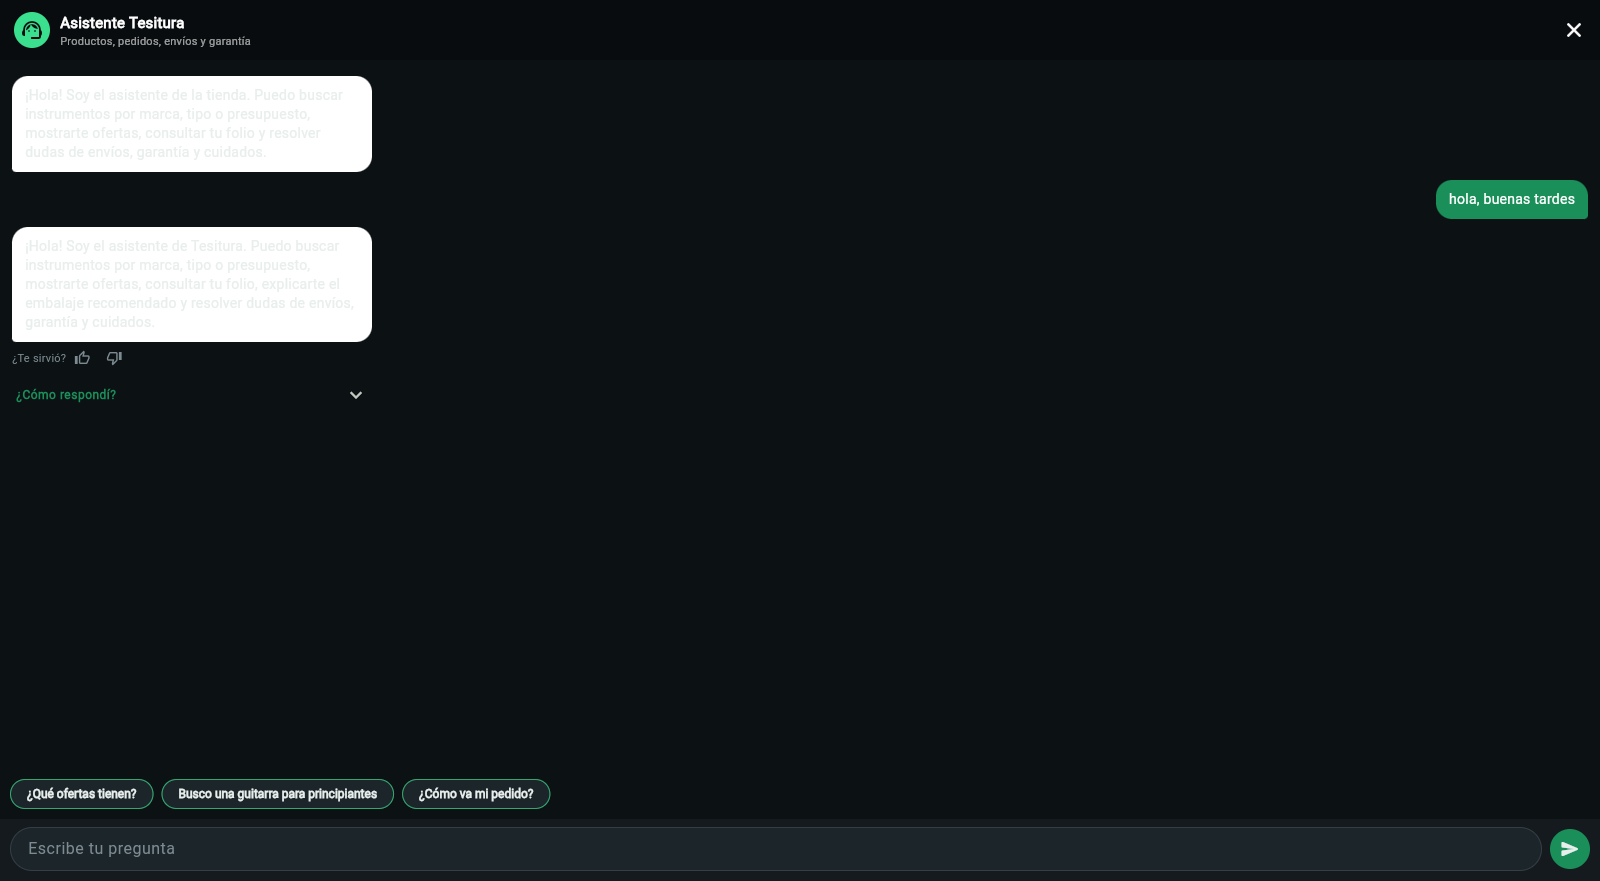 Asistente Tesitura
Productos, pedidos, envíos y garantía
¡Hola! Soy el asistente de la tienda. Puedo buscar
instrumentos por marca, tipo o presupuesto,
mostrarte ofertas, consultar tu folio y resolver
dudas de envíos, garantía y cuidados.
hola, buenas tardes
¡Hola! Soy el asistente de Tesitura. Puedo buscar
instrumentos por marca, tipo o presupuesto,
mostrarte ofertas, consultar tu folio, explicarte el
embalaje recomendado y resolver dudas de envíos,
garantía y cuidados.
¿Te sirvió?
¿Cómo respondí?
¿Qué ofertas tienen? Busco una guitarra para principiantes ¿Cómo va mi pedido?
Escribe tu pregunta